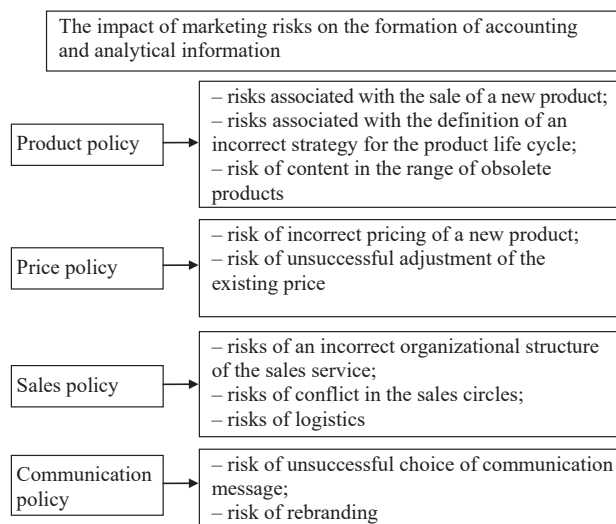 The impact of marketing risks on the formation of accounting
and analytical information
Product policy
– risks associated with the sale of a new product;
– risks associated with the definition of an
incorrect strategy for the product life cycle;
– risk of content in the range of obsolete
products
Price policy
– risk of incorrect pricing of a new product;
– risk of unsuccessful adjustment of the
existing price
Sales policy
– risks of an incorrect organizational structure
of the sales service;
– risks of conflict in the sales circles;
– risks of logistics
Communication
policy
– risk of unsuccessful choice of communication
message;
– risk of rebranding